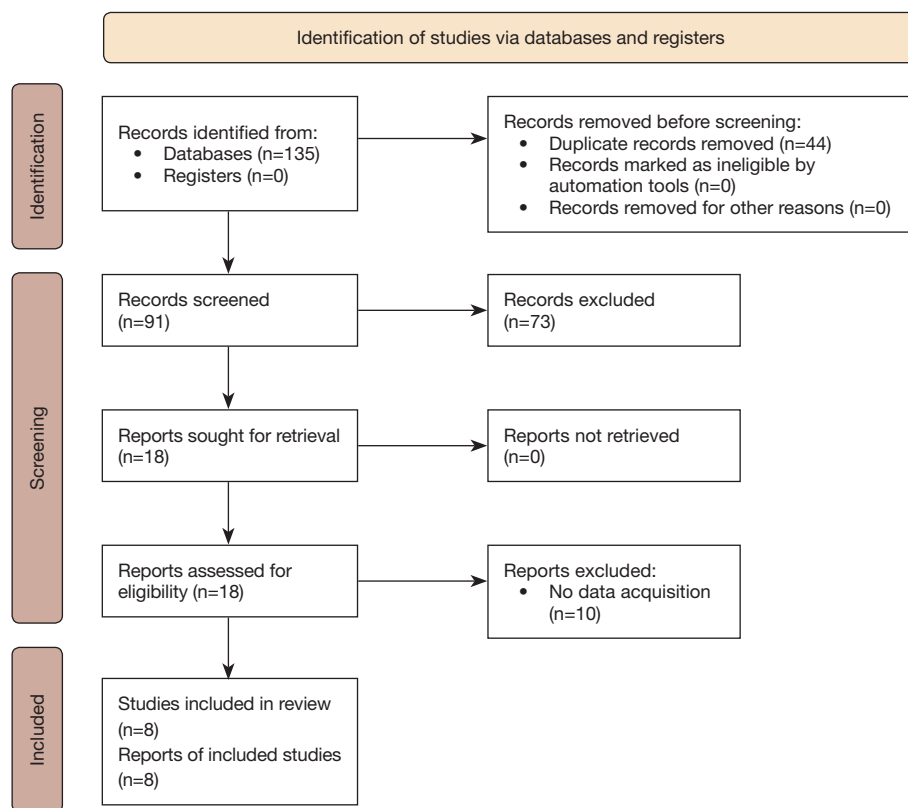 Identification of studies via databases and registers
Identification
Records identified from:
• Databases (n=135)
• Registers (n=0)
Records removed before screening:
• Duplicate records removed (n=44)
• Records marked as ineligible by
automation tools (n=0)
• Records removed for other reasons (n=0)
Screening
Records screened
(n=91)
Records excluded
(n=73)
Reports sought for retrieval
(n=18)
Reports not retrieved
(n=0)
Reports assessed for
eligibility (n=18)
Reports excluded:
• No data acquisition
(n=10)
Included
Studies included in review
(n=8)
Reports of included studies
(n=8)